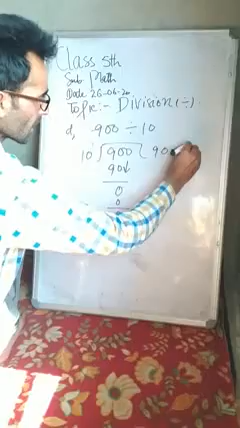 Class 5th
Sub Math
Date 26-06-20
Topic:- Division (÷)
d, 900 ÷ 10
10 ) 900 ( 90
90↓
0
0